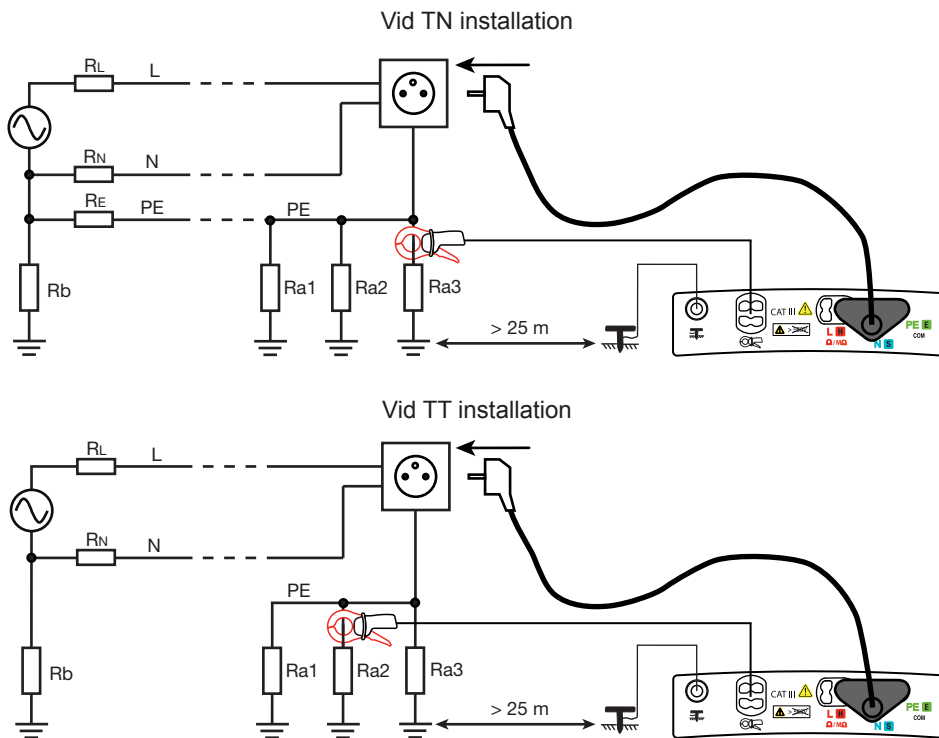 Vid TN installation
RL L
RN N
RE PE
PE
Rb
Ra1 Ra2 Ra3
> 25 m
CAT III
L H
Ω/MΩ
N S
PE E
COM
Vid TT installation
RL L
RN N
PE
Rb
Ra1 Ra2 Ra3
> 25 m
CAT III
L H
Ω/MΩ
N S
PE E
COM